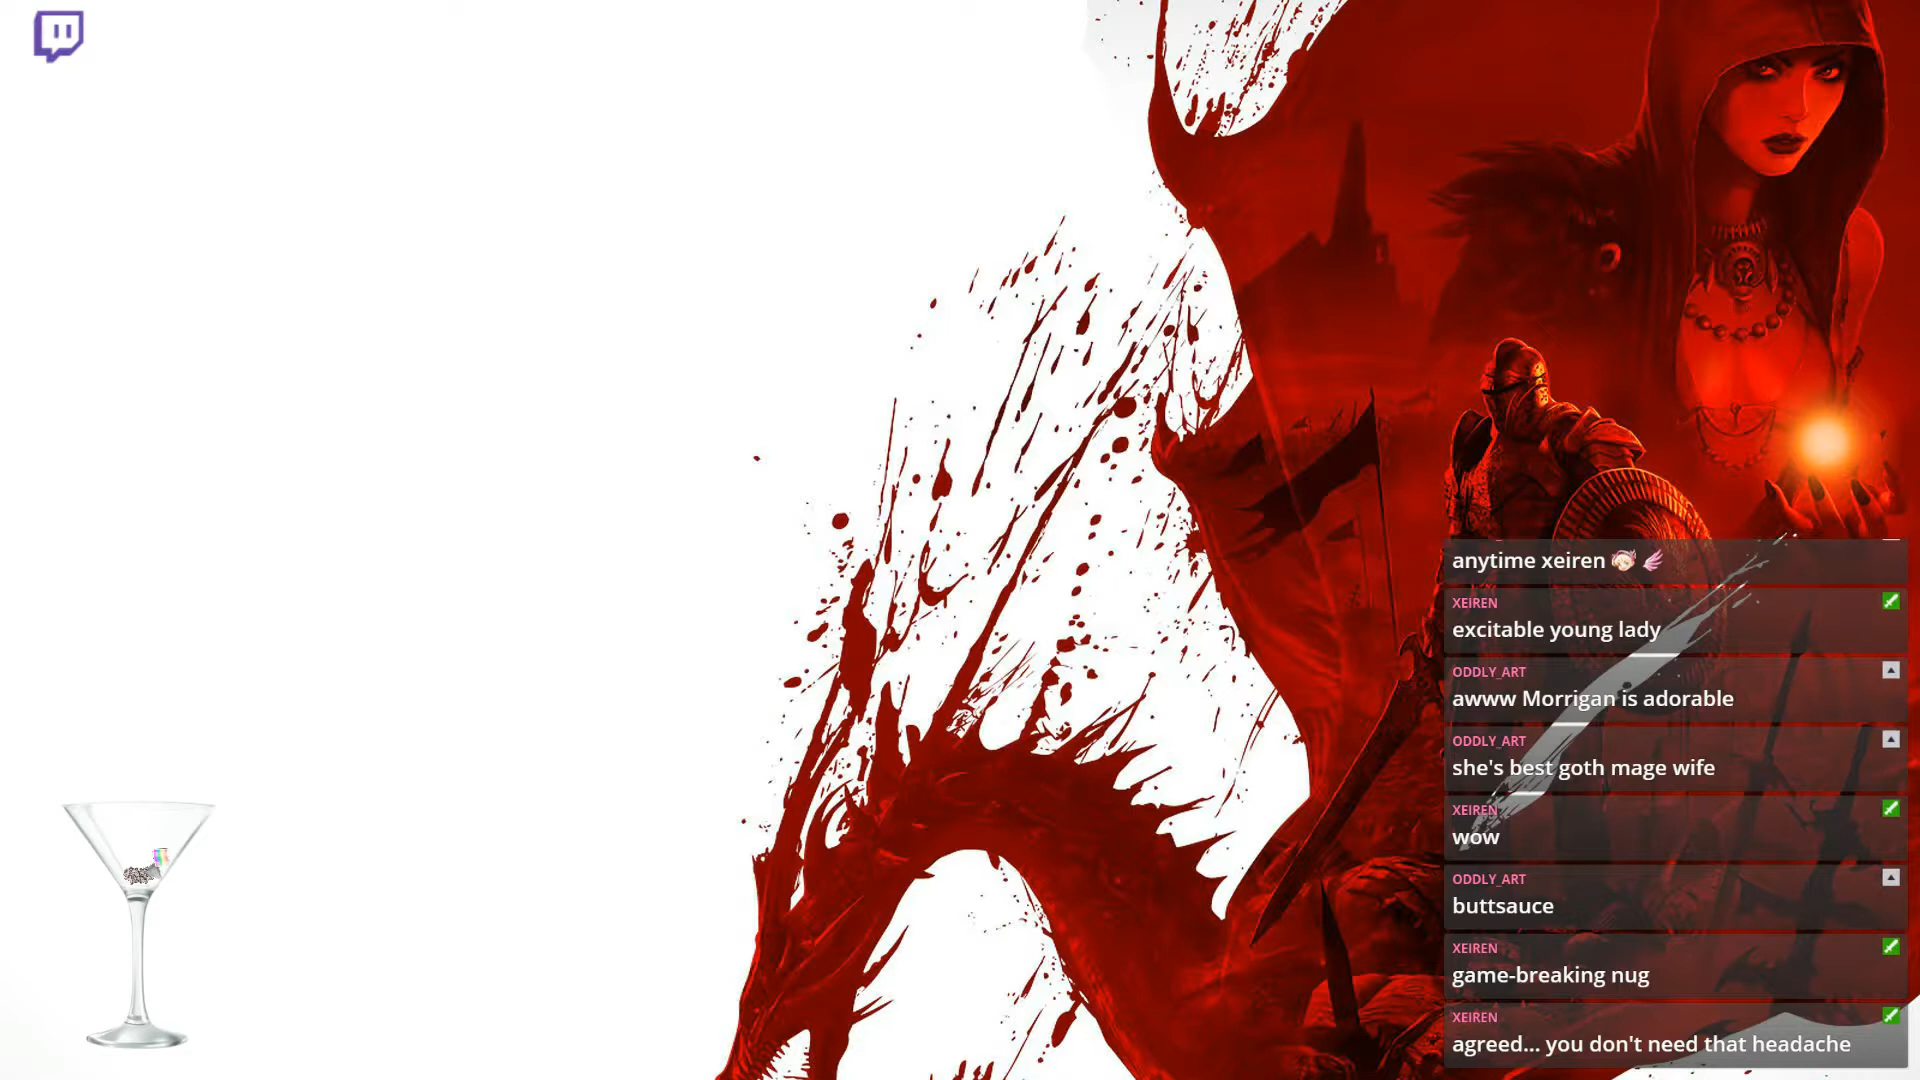 anytime xeiren
XEIREN
excitable young lady
ODDLY_ART
awww Morrigan is adorable
ODDLY_ART
she's best goth mage wife
XEIREN
wow
ODDLY_ART
buttsauce
XEIREN
game-breaking nug
XEIREN
agreed... you don't need that headache